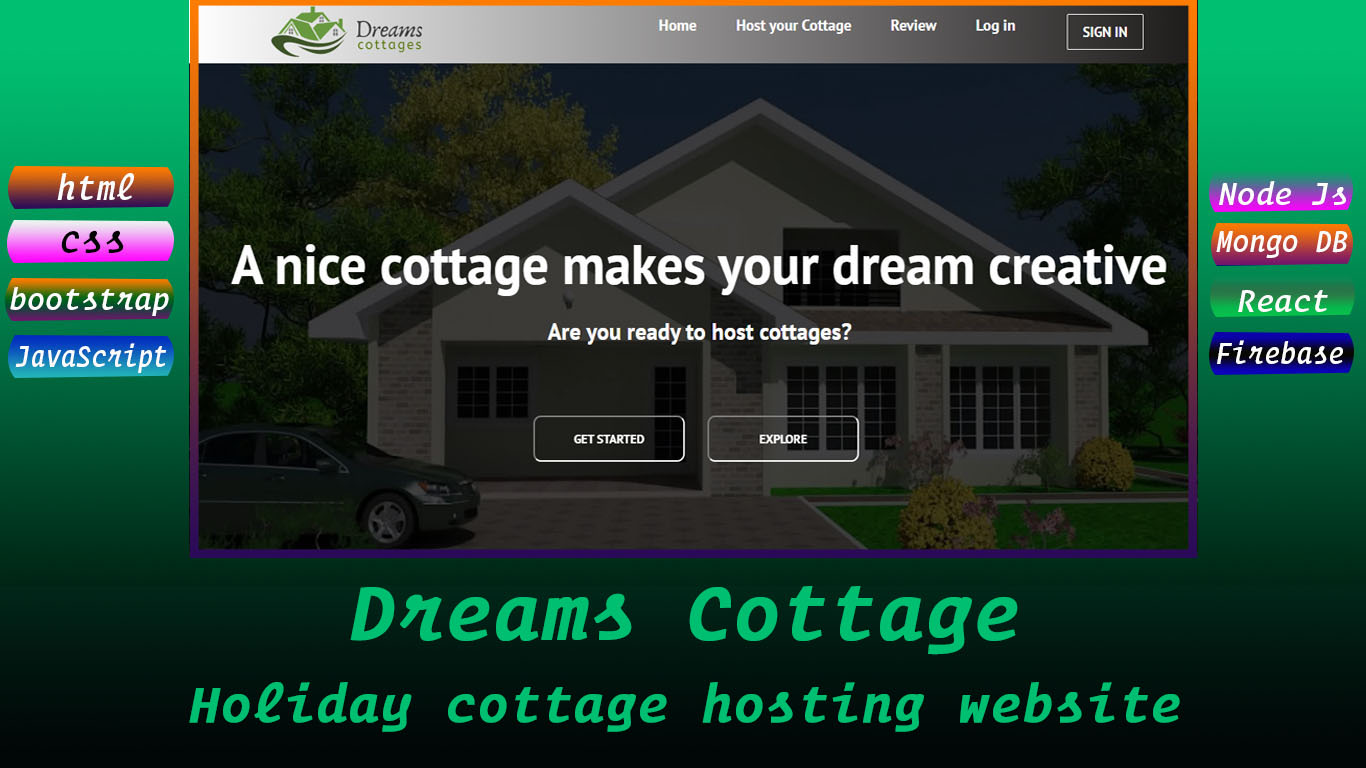 Dreams
cottages
Home
Host your Cottage
Review
Log in
SIGN IN
A nice cottage makes your dream creative
Are you ready to host cottages?
GET STARTED
EXPLORE
html
css
bootstrap
JavaScript
Node Js
Mongo DB
React
Firebase
Dreams Cottage
Holiday cottage hosting website